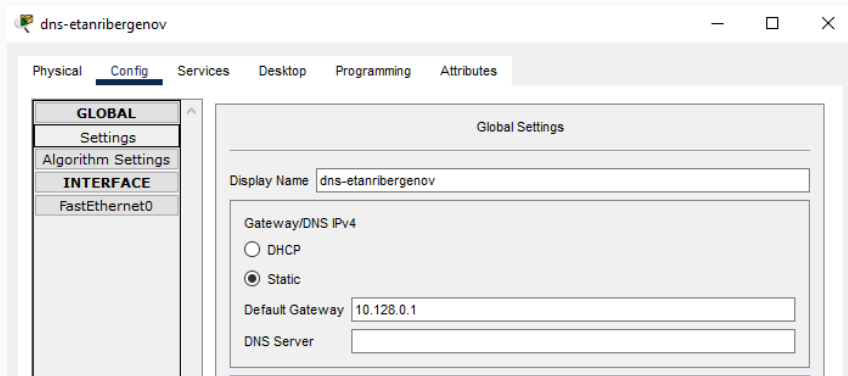 dns-etanribergenov
Physical Config Services Desktop Programming Attributes
GLOBAL
Settings
Algorithm Settings
INTERFACE
FastEthernet0
Global Settings
Display Name dns-etanribergenov
Gateway/DNS IPv4
DHCP
Static
Default Gateway 10.128.0.1
DNS Server